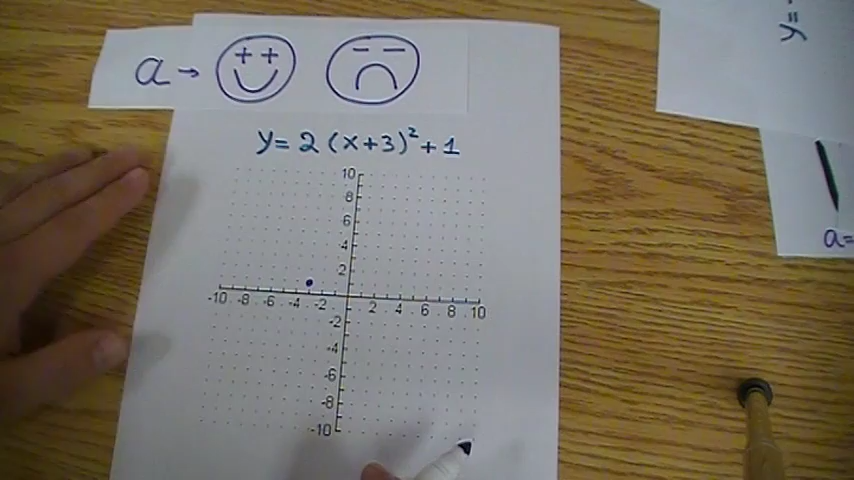 a →
y = 2 (x+3)² + 1
10
8
6
4
2
-10 -8 -6 -4 -2 2 4 6 8 10
-2
-4
-6
-8
-10
y =
a =